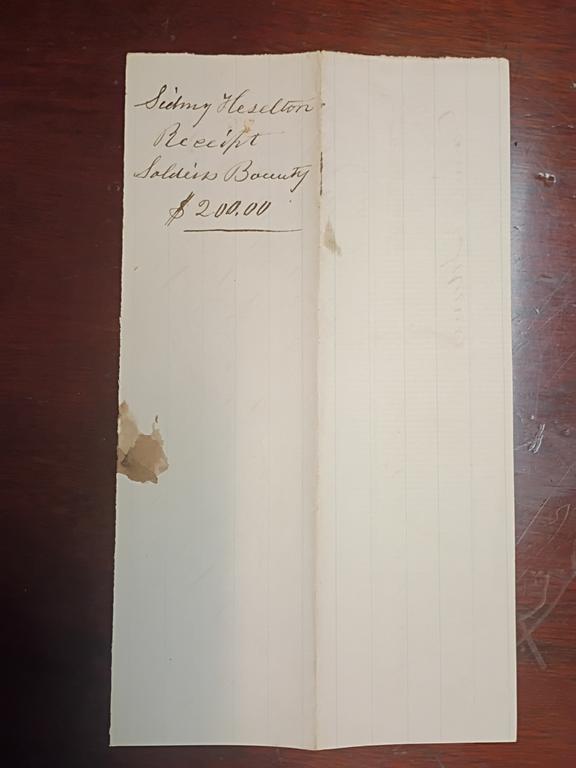 Sidney Heselton
Receipt
Soldiers Bounty
$ 200.00